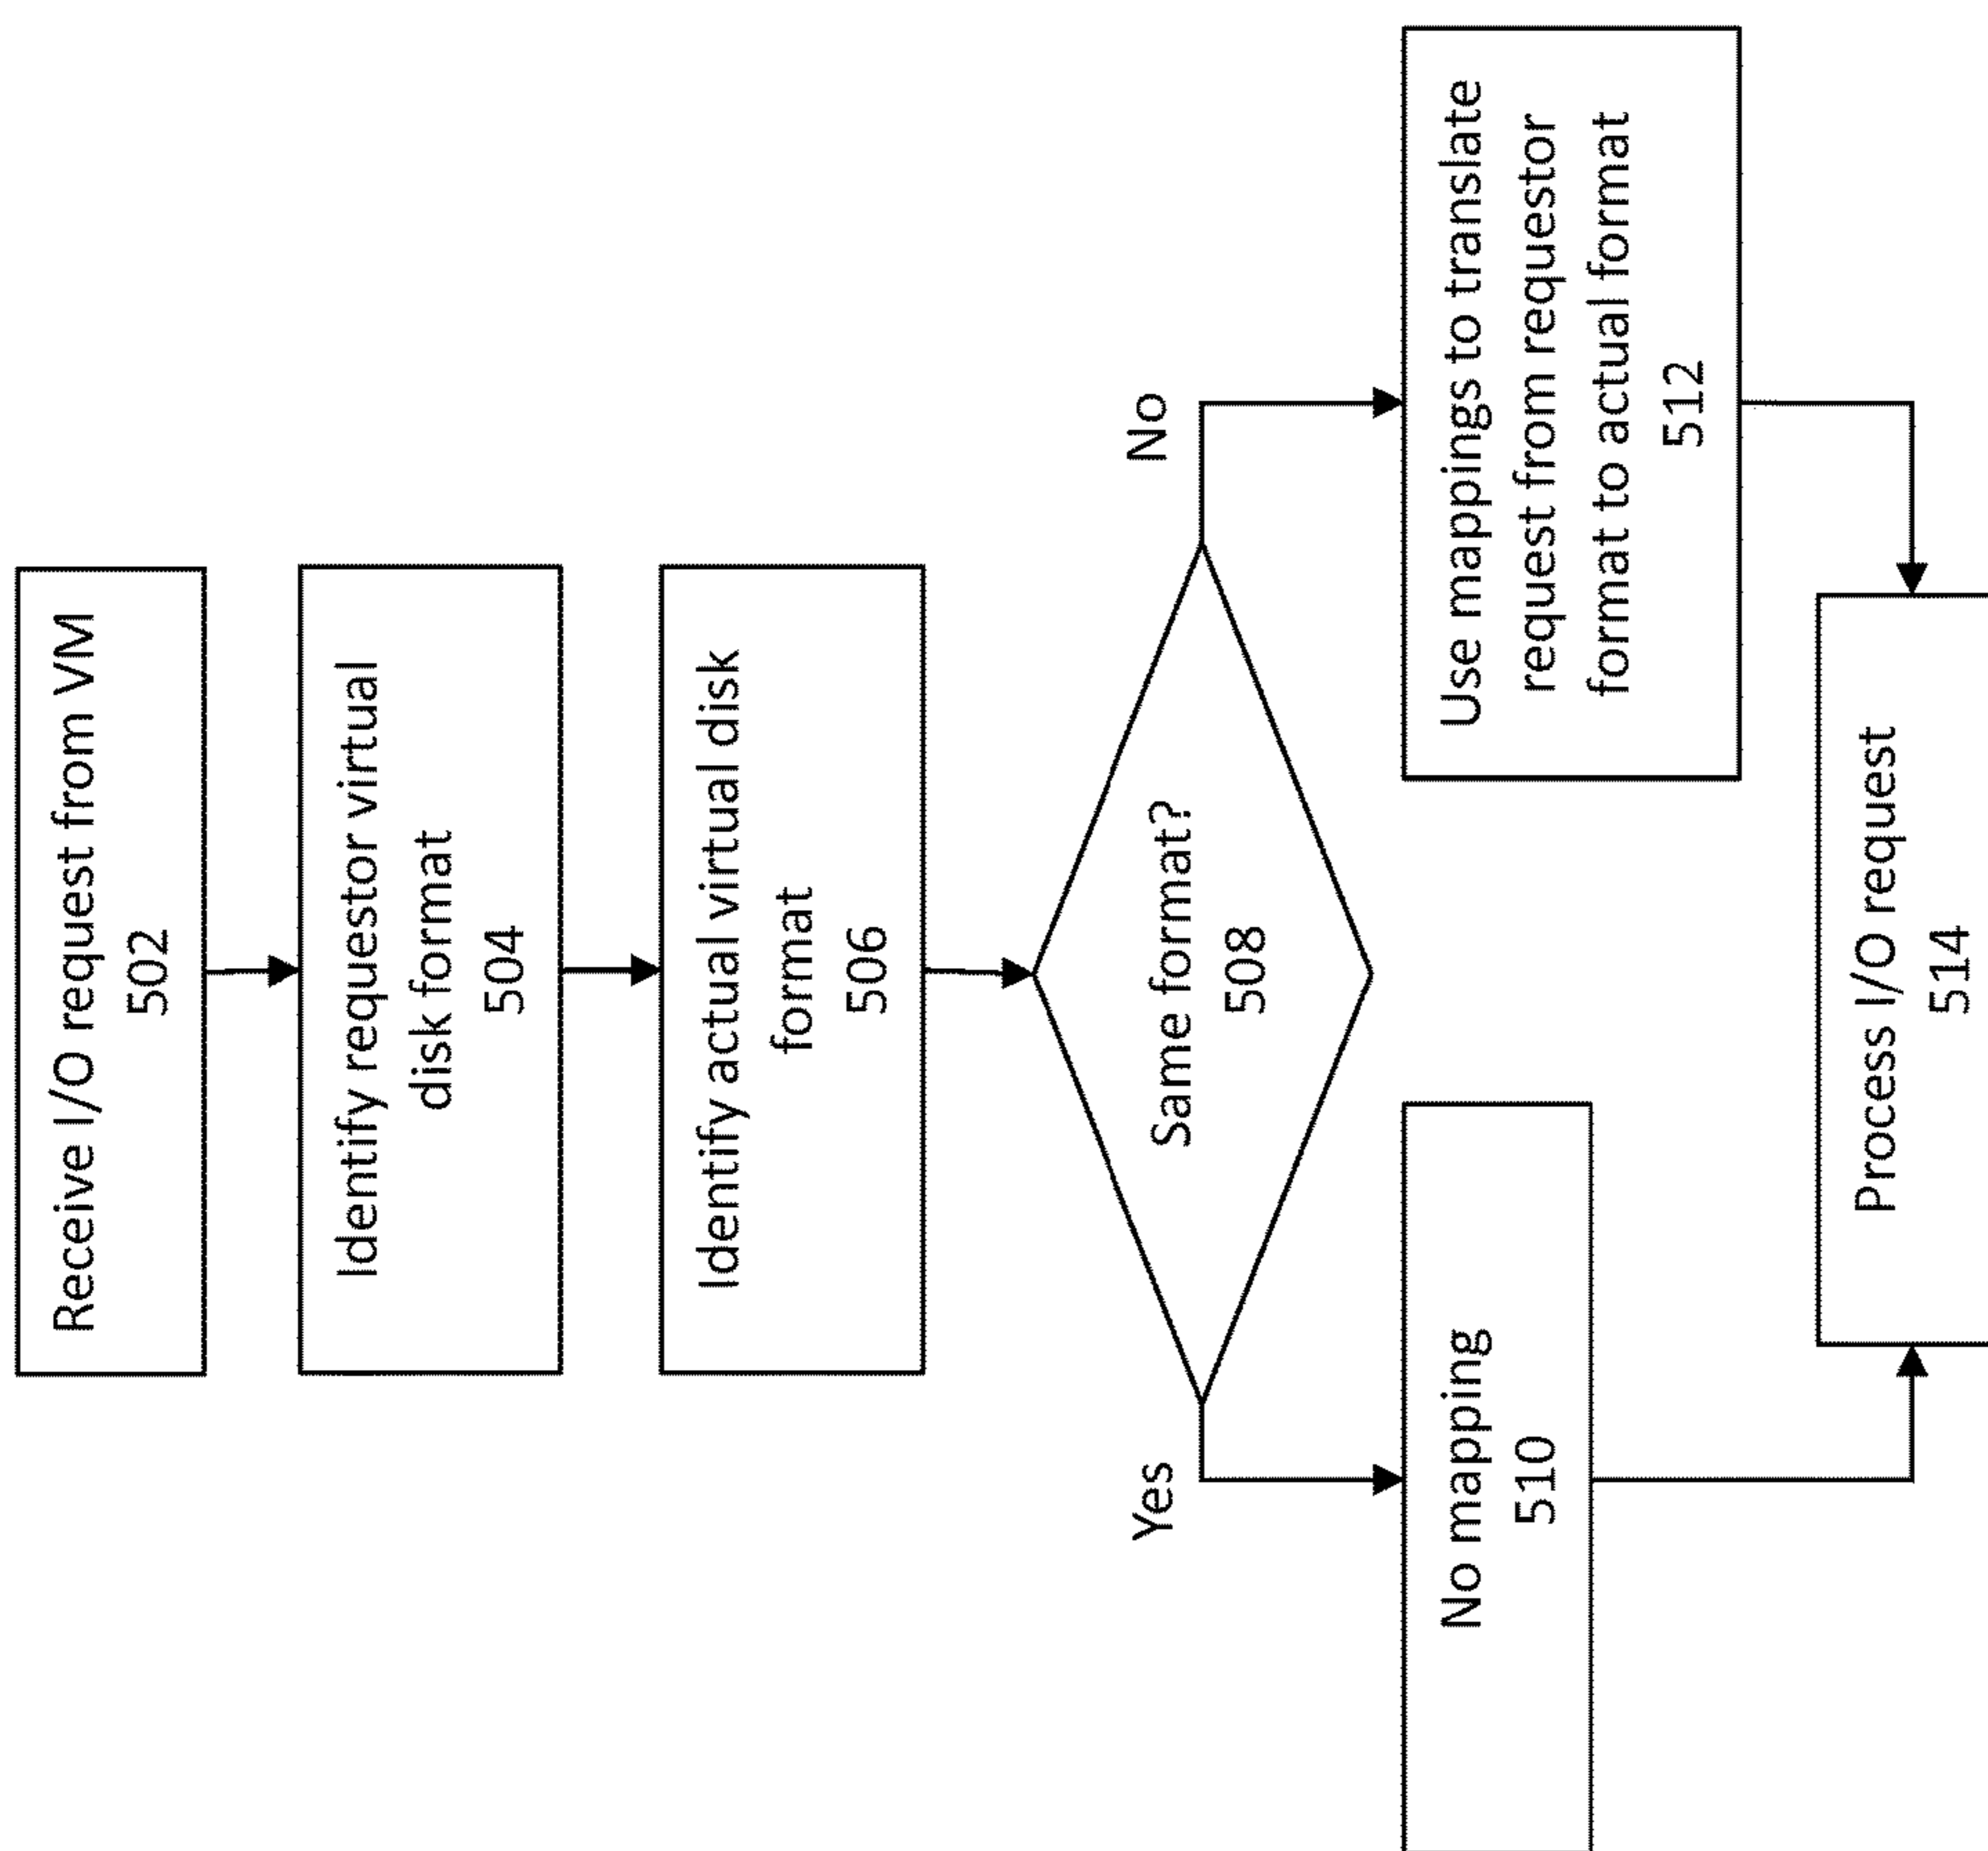 Receive I/O request from VM
502
Identify requestor virtual
disk format
504
Identify actual virtual disk
format
506
Same format?
508
Yes
No
No mapping
510
Use mappings to translate
request from requestor
format to actual format
512
Process I/O request
514